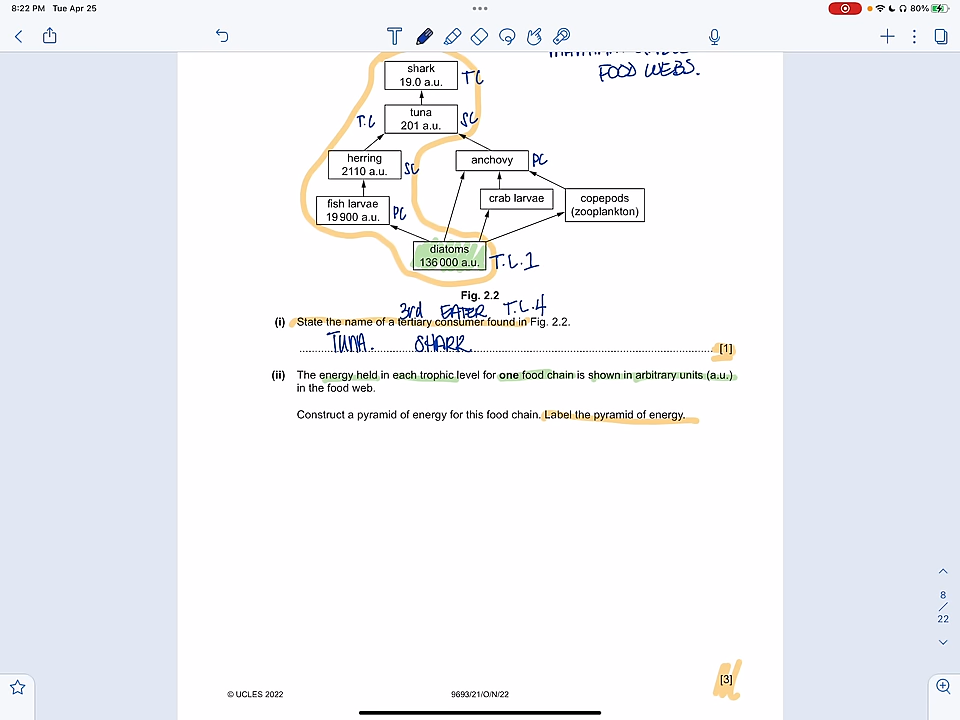 8:22 PM Tue Apr 25
80%
FOOD WEBS.
shark
19.0 a.u.
TC
tuna
201 a.u.
T.C
SC
herring
2110 a.u.
SC
anchovy
PC
fish larvae
19 900 a.u.
PC
crab larvae
copepods
(zooplankton)
diatoms
136 000 a.u.
T.L.1
Fig. 2.2
3rd EATER T.L.4
(i) State the name of a tertiary consumer found in Fig. 2.2.
TUNA. SHARK
[1]
(ii) The energy held in each trophic level for one food chain is shown in arbitrary units (a.u.)
in the food web.
Construct a pyramid of energy for this food chain. Label the pyramid of energy.
8
/
22
[3]
© UCLES 2022
9693/21/O/N/22